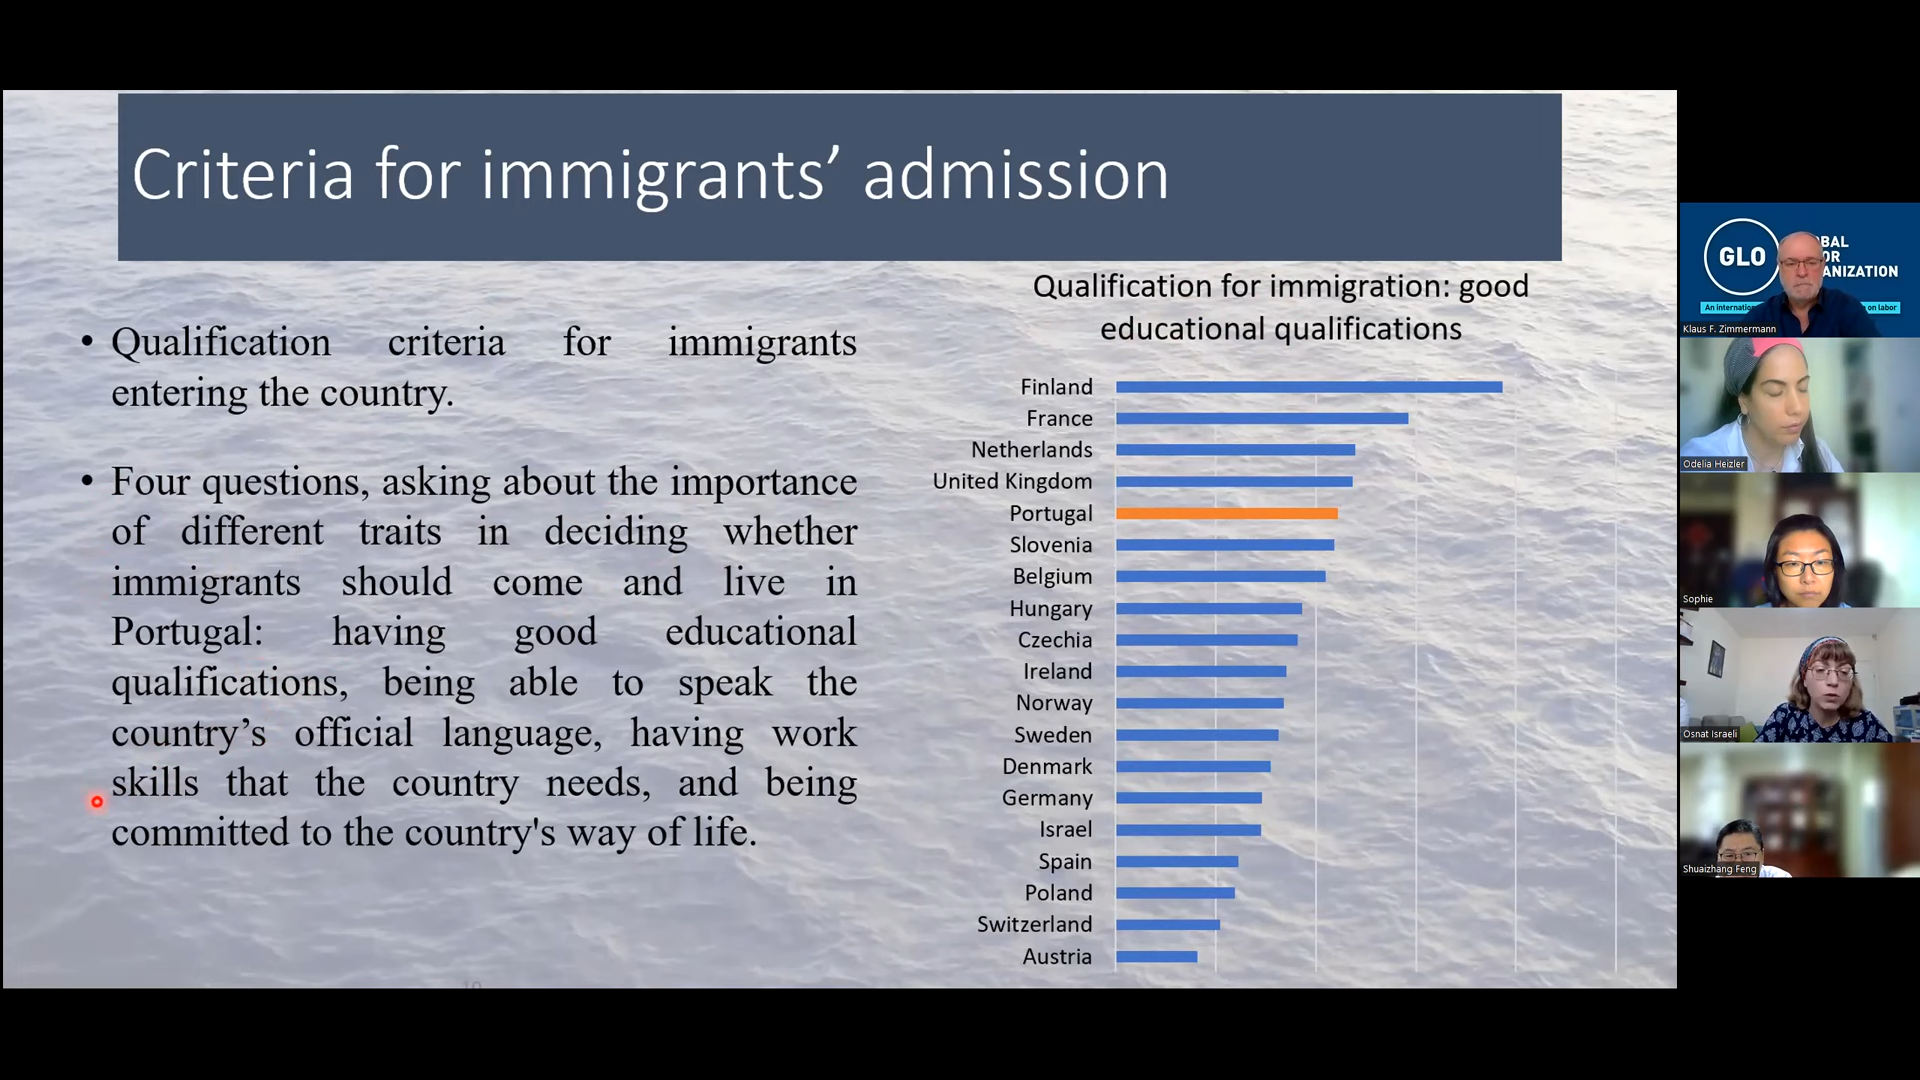 Criteria for immigrants’ admission
• Qualification criteria for immigrants
entering the country.
• Four questions, asking about the importance
of different traits in deciding whether
immigrants should come and live in
Portugal: having good educational
qualifications, being able to speak the
country’s official language, having work
skills that the country needs, and being
committed to the country's way of life.
Qualification for immigration: good
educational qualifications
Finland
France
Netherlands
United Kingdom
Portugal
Slovenia
Belgium
Hungary
Czechia
Ireland
Norway
Sweden
Denmark
Germany
Israel
Spain
Poland
Switzerland
Austria
GLO
An
on labor
Klaus F. Zimmermann
Odelia Heizler
Sophie
Osnat Israeli
Shuaizhang Feng